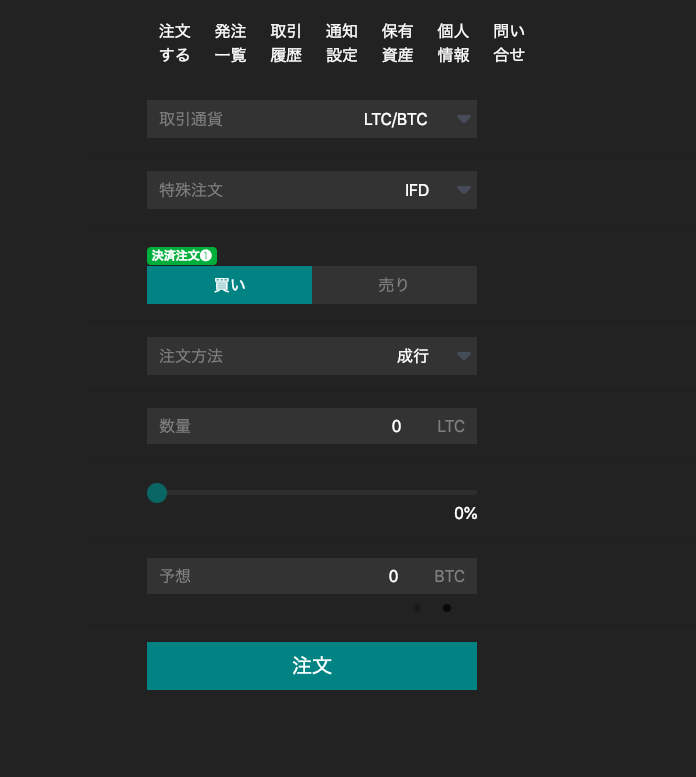 注文 発注 取引 通知 保有 個人 問い
する 一覧 履歴 設定 資産 情報 合せ
取引通貨 LTC/BTC
特殊注文 IFD
決済注文❶
買い 売り
注文方法 成行
数量 0 LTC
0%
予想 0 BTC
注文